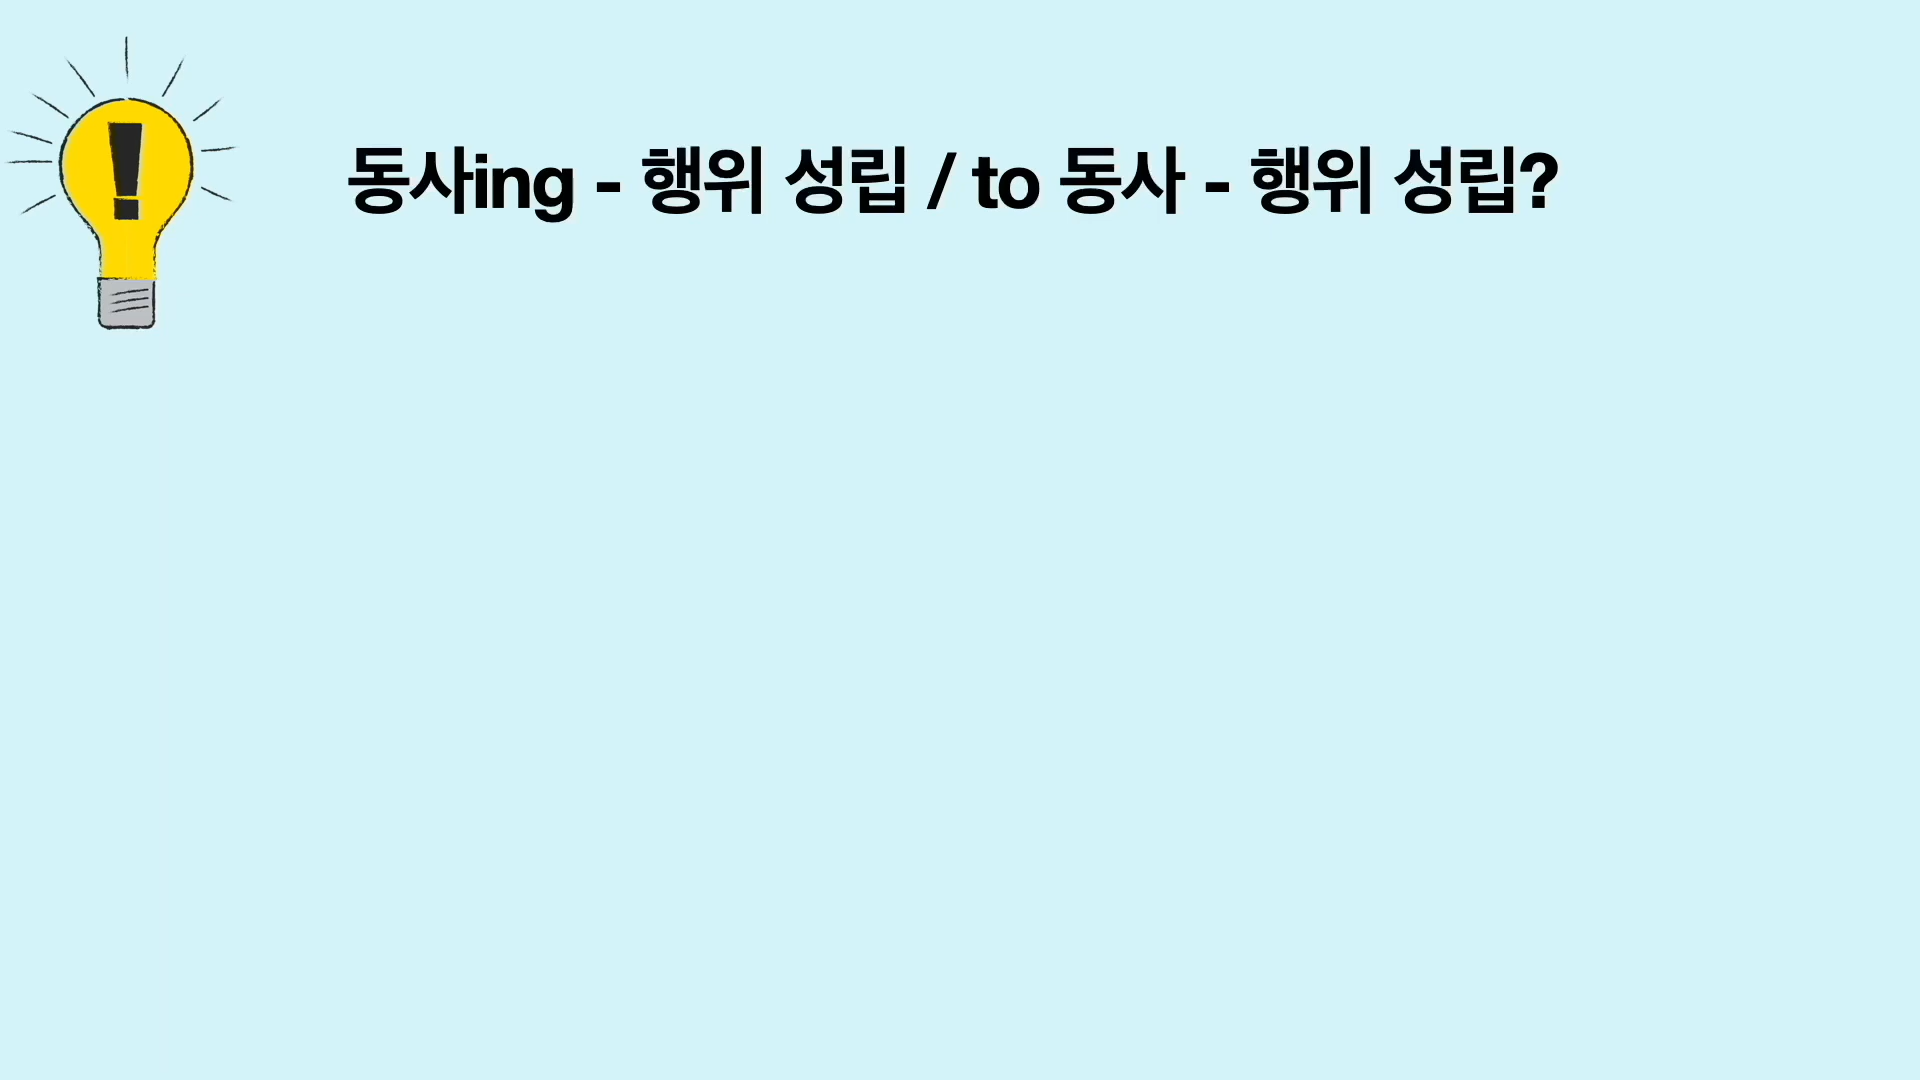 동사ing - 행위 성립 / to 동사 - 행위 성립?